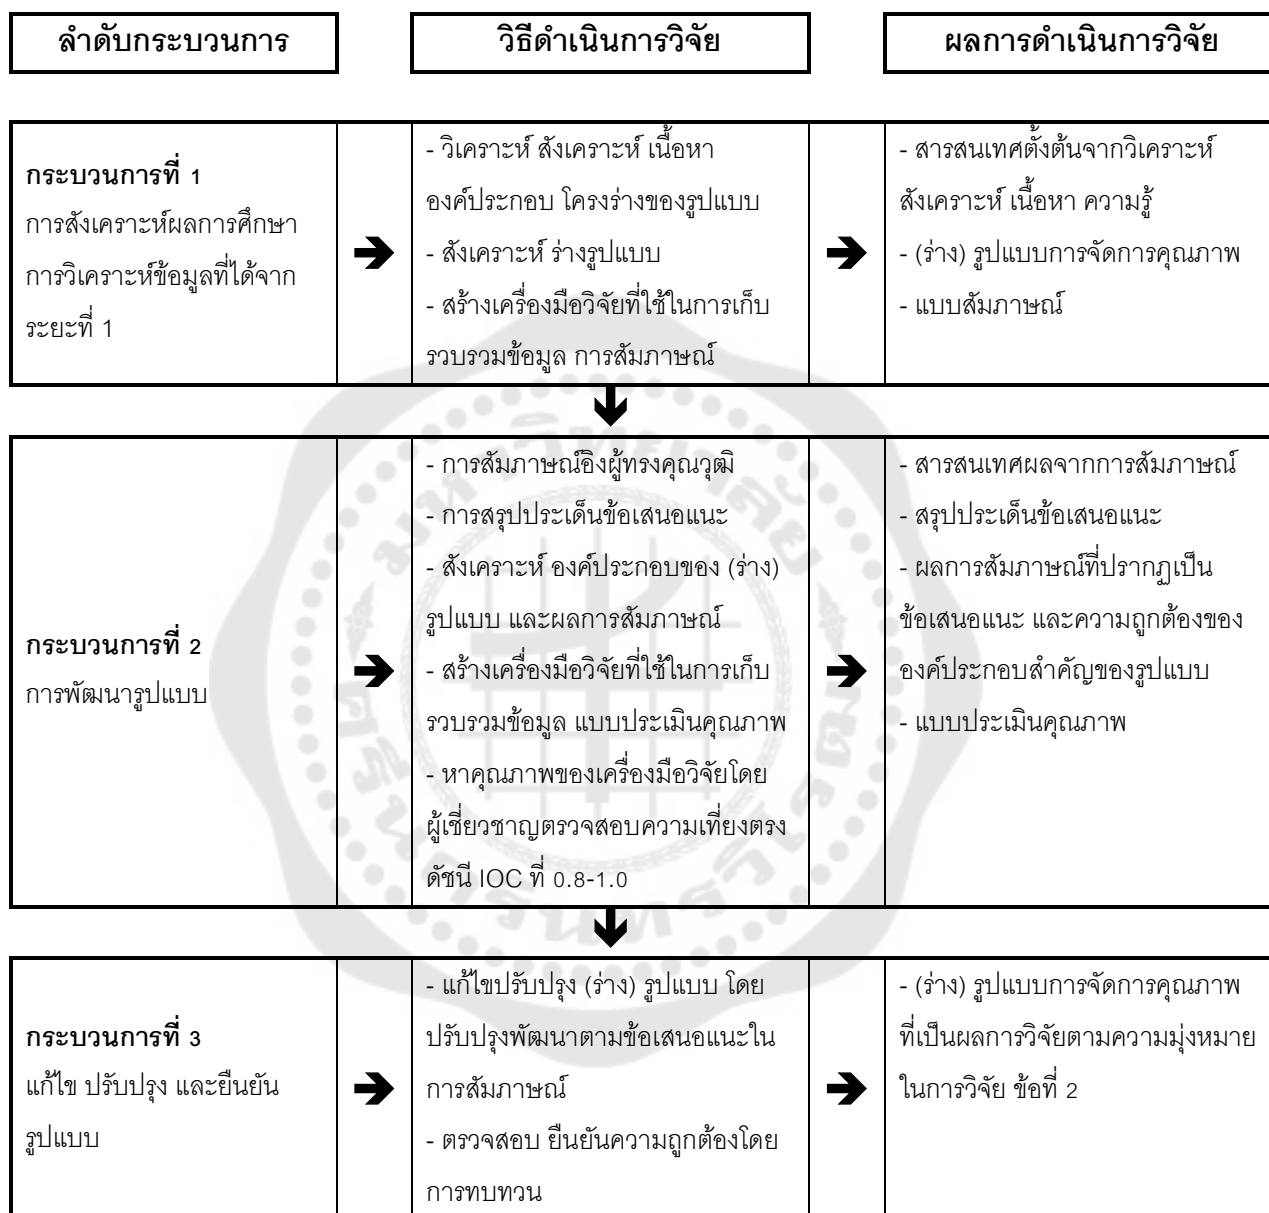 ลำดับกระบวนการ
วิธีดำเนินการวิจัย
ผลการดำเนินการวิจัย
กระบวนการที่ 1
การสังเคราะห์ผลการศึกษา
การวิเคราะห์ข้อมูลที่ได้จาก
ระยะที่ 1
- วิเคราะห์ สังเคราะห์ เนื้อหา
องค์ประกอบ โครงร่างของรูปแบบ
- สังเคราะห์ ร่างรูปแบบ
- สร้างเครื่องมือวิจัยที่ใช้ในการเก็บ
รวบรวมข้อมูล การสัมภาษณ์
- สารสนเทศตั้งต้นจากวิเคราะห์
สังเคราะห์ เนื้อหา ความรู้
- (ร่าง) รูปแบบการจัดการคุณภาพ
- แบบสัมภาษณ์
กระบวนการที่ 2
การพัฒนารูปแบบ
- การสัมภาษณ์อิงผู้ทรงคุณวุฒิ
- การสรุปประเด็นข้อเสนอแนะ
- สังเคราะห์ องค์ประกอบของ (ร่าง)
รูปแบบ และผลการสัมภาษณ์
- สร้างเครื่องมือวิจัยที่ใช้ในการเก็บ
รวบรวมข้อมูล แบบประเมินคุณภาพ
- หาคุณภาพของเครื่องมือวิจัยโดย
ผู้เชี่ยวชาญตรวจสอบความเที่ยงตรง
ดัชนี IOC ที่ 0.8-1.0
- สารสนเทศผลจากการสัมภาษณ์
- สรุปประเด็นข้อเสนอแนะ
- ผลการสัมภาษณ์ที่ปรากฏเป็น
ข้อเสนอแนะ และความถูกต้องของ
องค์ประกอบสำคัญของรูปแบบ
- แบบประเมินคุณภาพ
กระบวนการที่ 3
แก้ไข ปรับปรุง และยืนยัน
รูปแบบ
- แก้ไขปรับปรุง (ร่าง) รูปแบบ โดย
ปรับปรุงพัฒนาตามข้อเสนอแนะใน
การสัมภาษณ์
- ตรวจสอบ ยืนยันความถูกต้องโดย
การทบทวน
- (ร่าง) รูปแบบการจัดการคุณภาพ
ที่เป็นผลการวิจัยตามความมุ่งหมาย
ในการวิจัย ข้อที่ 2
มหาวิทยาลัย
ศรีนครินทรวิโรฒ